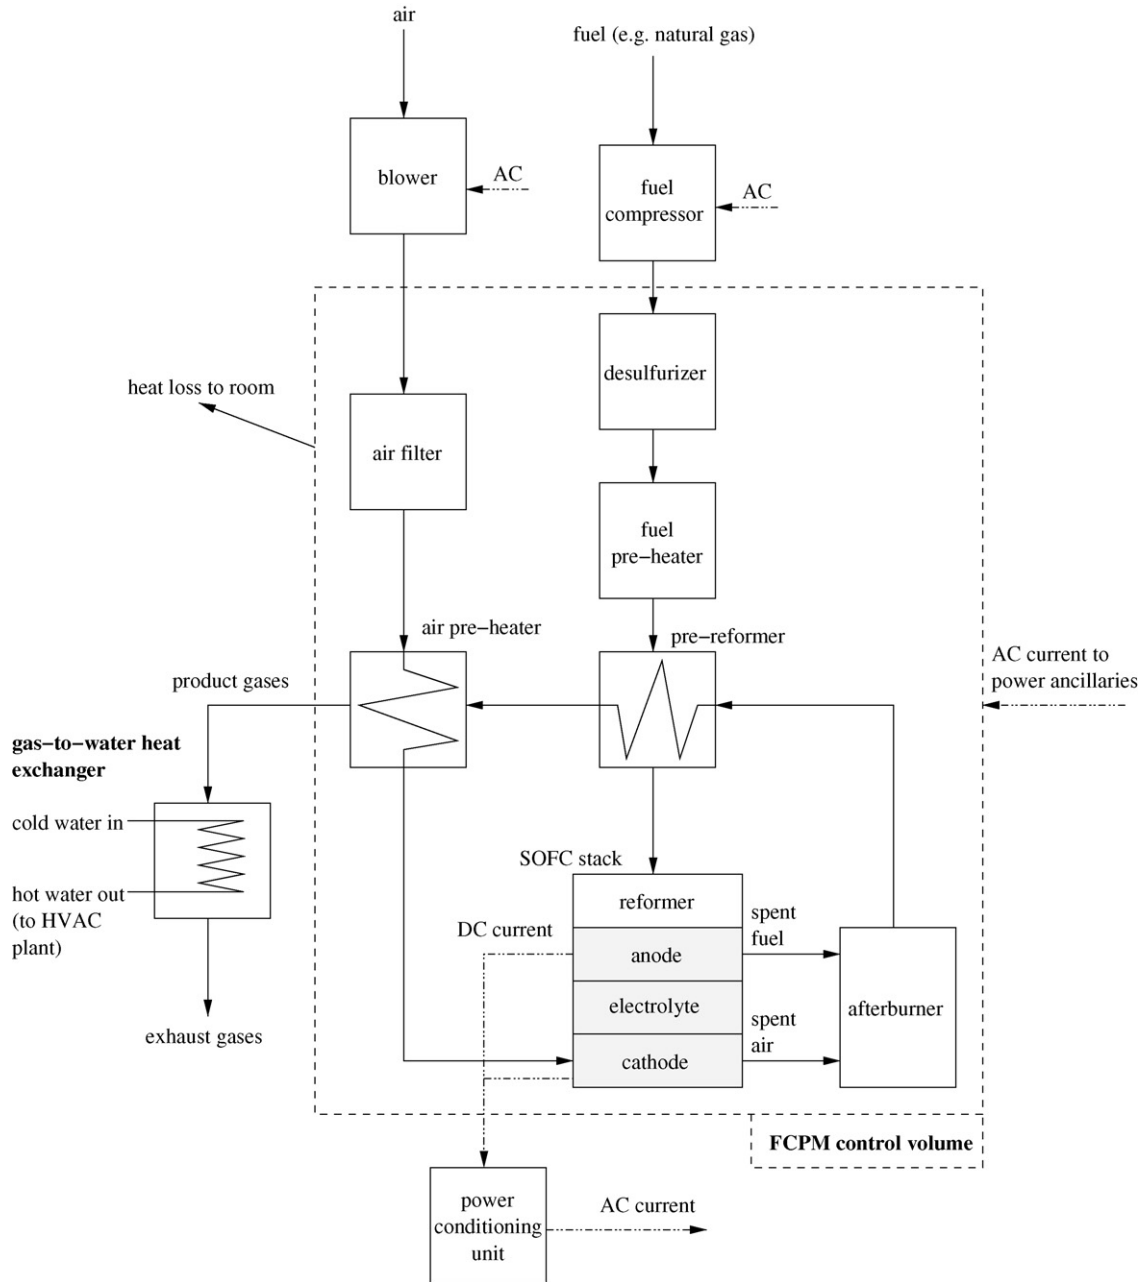 air
fuel (e.g. natural gas)
blower
AC
fuel
compressor
AC
desulfurizer
heat loss to room
air filter
fuel
pre−heater
air pre−heater
pre−reformer
AC current to
power ancillaries
product gases
gas−to−water heat
exchanger
cold water in
hot water out
(to HVAC
plant)
exhaust gases
SOFC stack
reformer
DC current
anode
electrolyte
cathode
spent
fuel
spent
air
afterburner
FCPM control volume
power
conditioning
unit
AC current